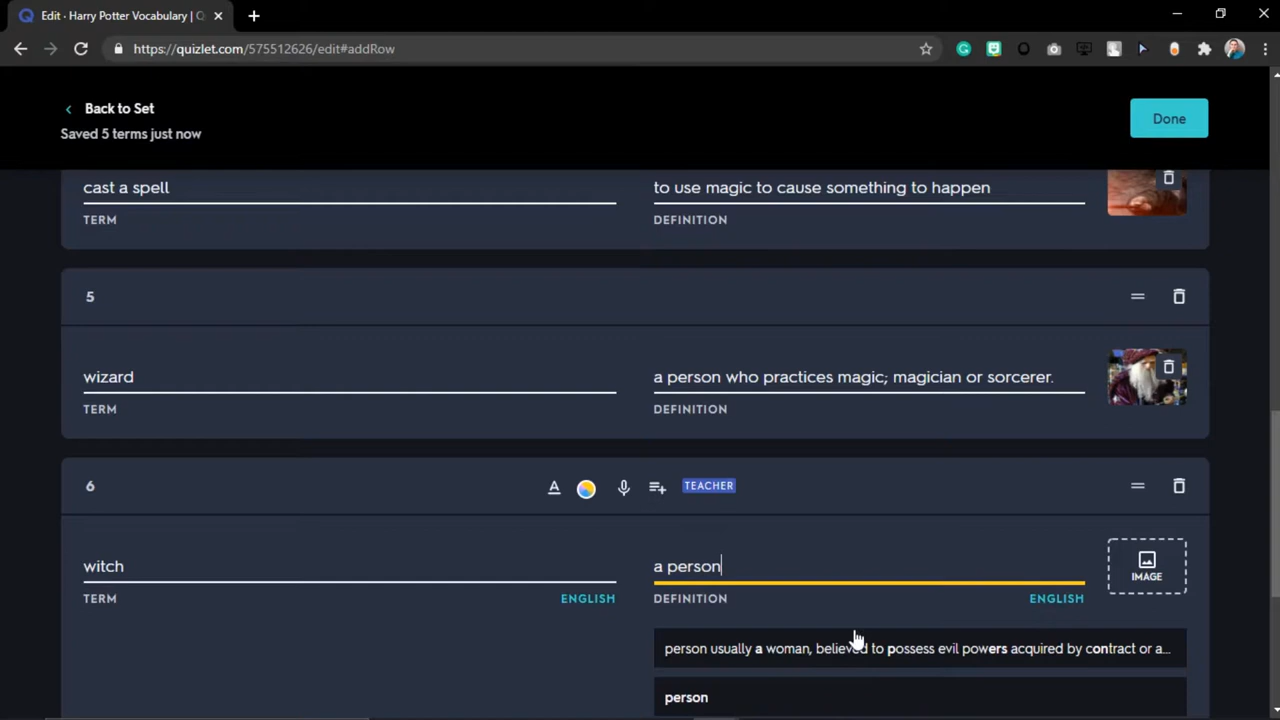 Edit · Harry Potter Vocabulary | Q
https://quizlet.com/575512626/edit#addRow
Back to Set
Saved 5 terms just now
Done
cast a spell
to use magic to cause something to happen
TERM
DEFINITION
5
wizard
a person who practices magic; magician or sorcerer.
TERM
DEFINITION
6
TEACHER
witch
a person
IMAGE
TERM
ENGLISH
DEFINITION
ENGLISH
person usually a woman, believed to possess evil powers acquired by contract or a...
person